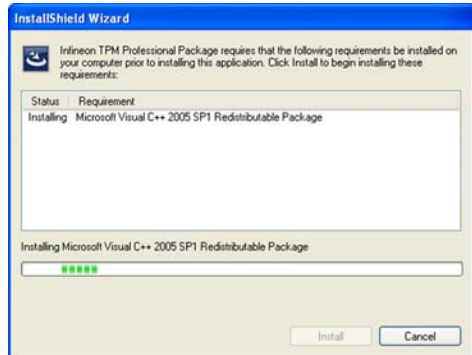 InstallShield Wizard
Infineon TPM Professional Package requires that the following requirements be installed on
your computer prior to installing this application. Click Install to begin installing these
requirements:
Status Requirement
Installing Microsoft Visual C++ 2005 SP1 Redistributable Package
Installing Microsoft Visual C++ 2005 SP1 Redistributable Package
Install Cancel